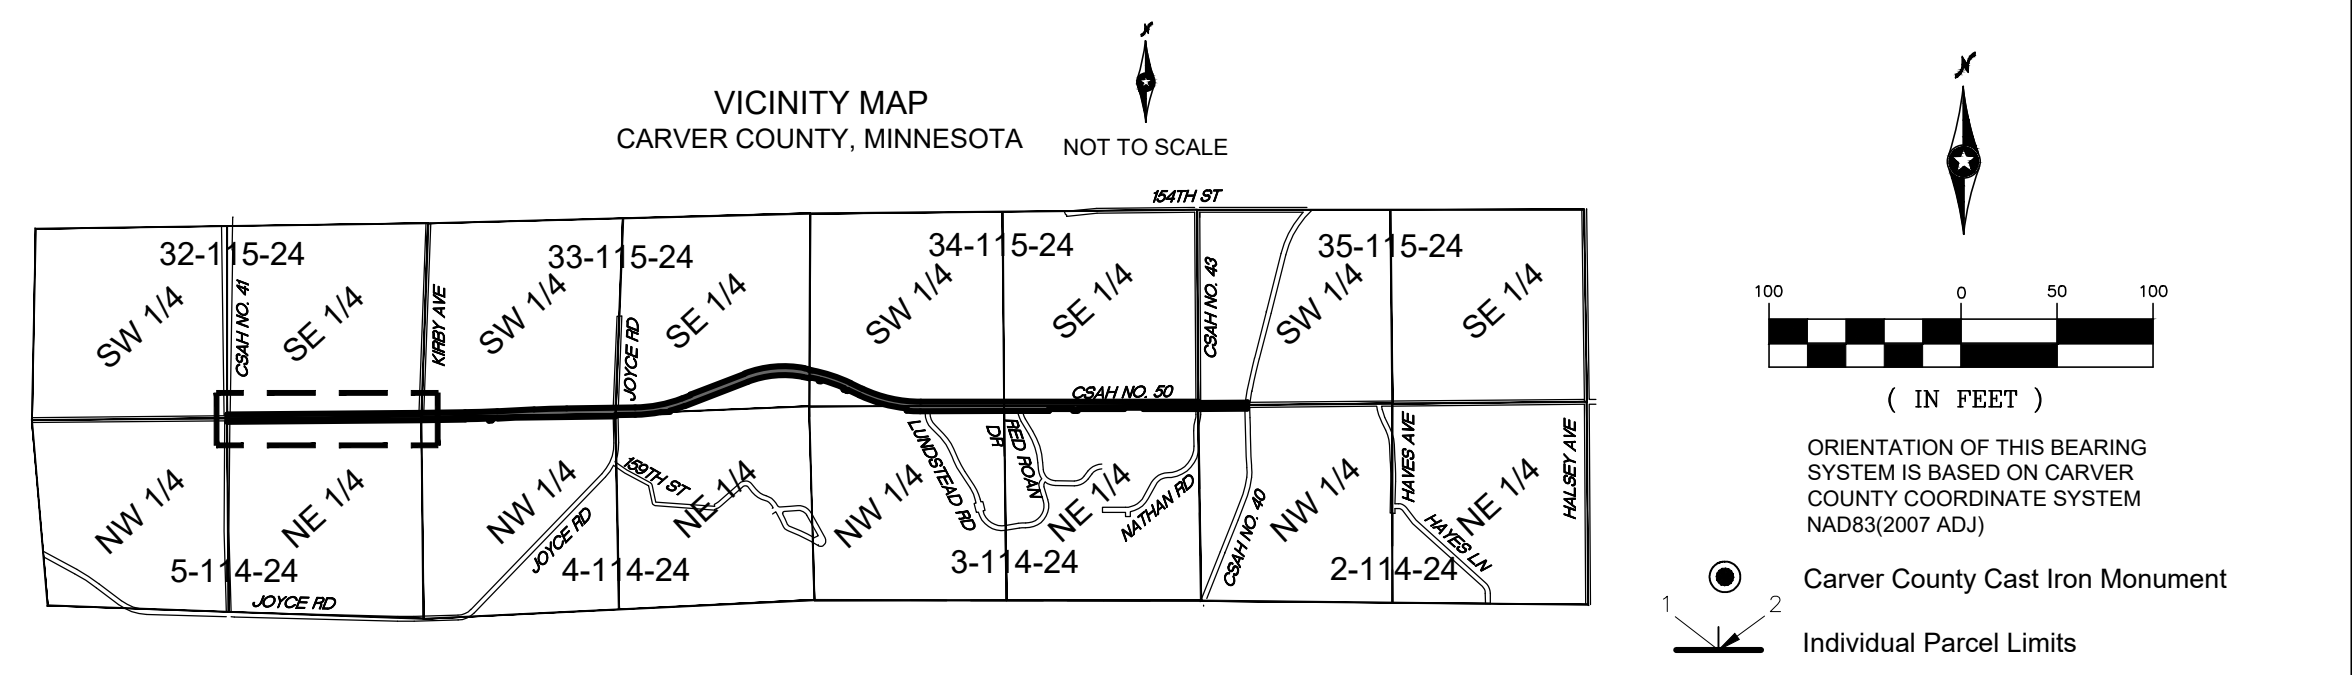 N
VICINITY MAP
CARVER COUNTY, MINNESOTA
NOT TO SCALE
154TH ST
32-115-24
33-115-24
34-115-24
35-115-24
SW 1/4
CSAH NO. 41
SE 1/4
KIRBY AVE
SW 1/4
JOYCE RD
SE 1/4
SW 1/4
SE 1/4
CSAH NO. 43
SW 1/4
SE 1/4
CSAH NO. 50
NW 1/4
NE 1/4
NW 1/4
159TH ST
NE 1/4
NW 1/4
LUNDSTEAD RD
RED ROAN
DR
NE 1/4
NATHAN RD
CSAH NO. 40
NW 1/4
HAYES AVE
NE 1/4
HALSEY AVE
HAYES LN
JOYCE RD
5-114-24
4-114-24
3-114-24
2-114-24
JOYCE RD
N
100 0 50 100
( IN FEET )
ORIENTATION OF THIS BEARING
SYSTEM IS BASED ON CARVER
COUNTY COORDINATE SYSTEM
NAD83(2007 ADJ)
Carver County Cast Iron Monument
1 2
Individual Parcel Limits